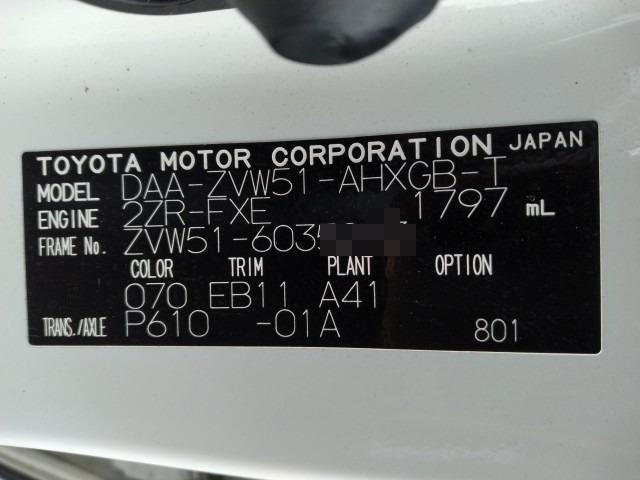 TOYOTA MOTOR CORPORATION JAPAN
MODEL DAA-ZVW51-AHXGB-T
ENGINE 2ZR-FXE 1797 mL
FRAME No. ZVW51-603
COLOR TRIM PLANT OPTION
070 EB11 A41
TRANS./AXLE P610 -01A 801